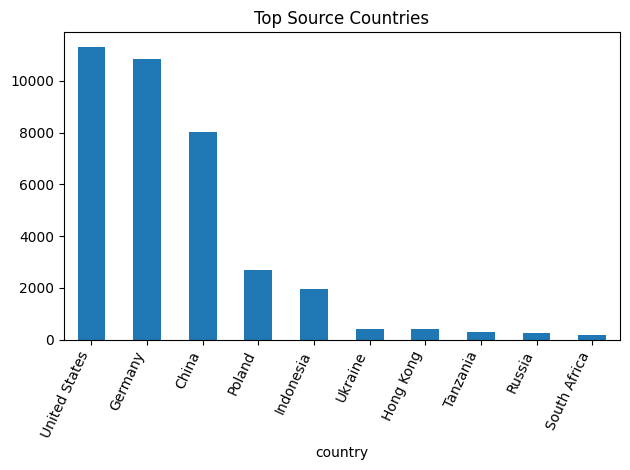 Top Source Countries
10000
8000
6000
4000
2000
0
United States
Germany
China
Poland
Indonesia
Ukraine
Hong Kong
Tanzania
Russia
South Africa
country